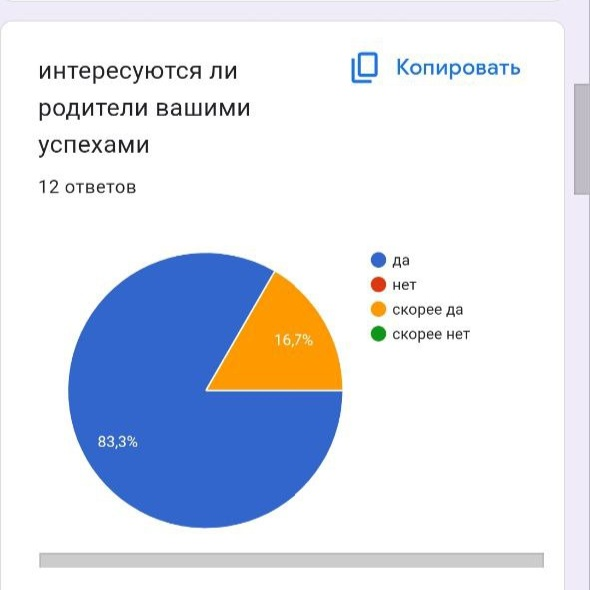 интересуются ли
родители вашими
успехами
Копировать
12 ответов
да
нет
скорее да
скорее нет
16,7%
83,3%